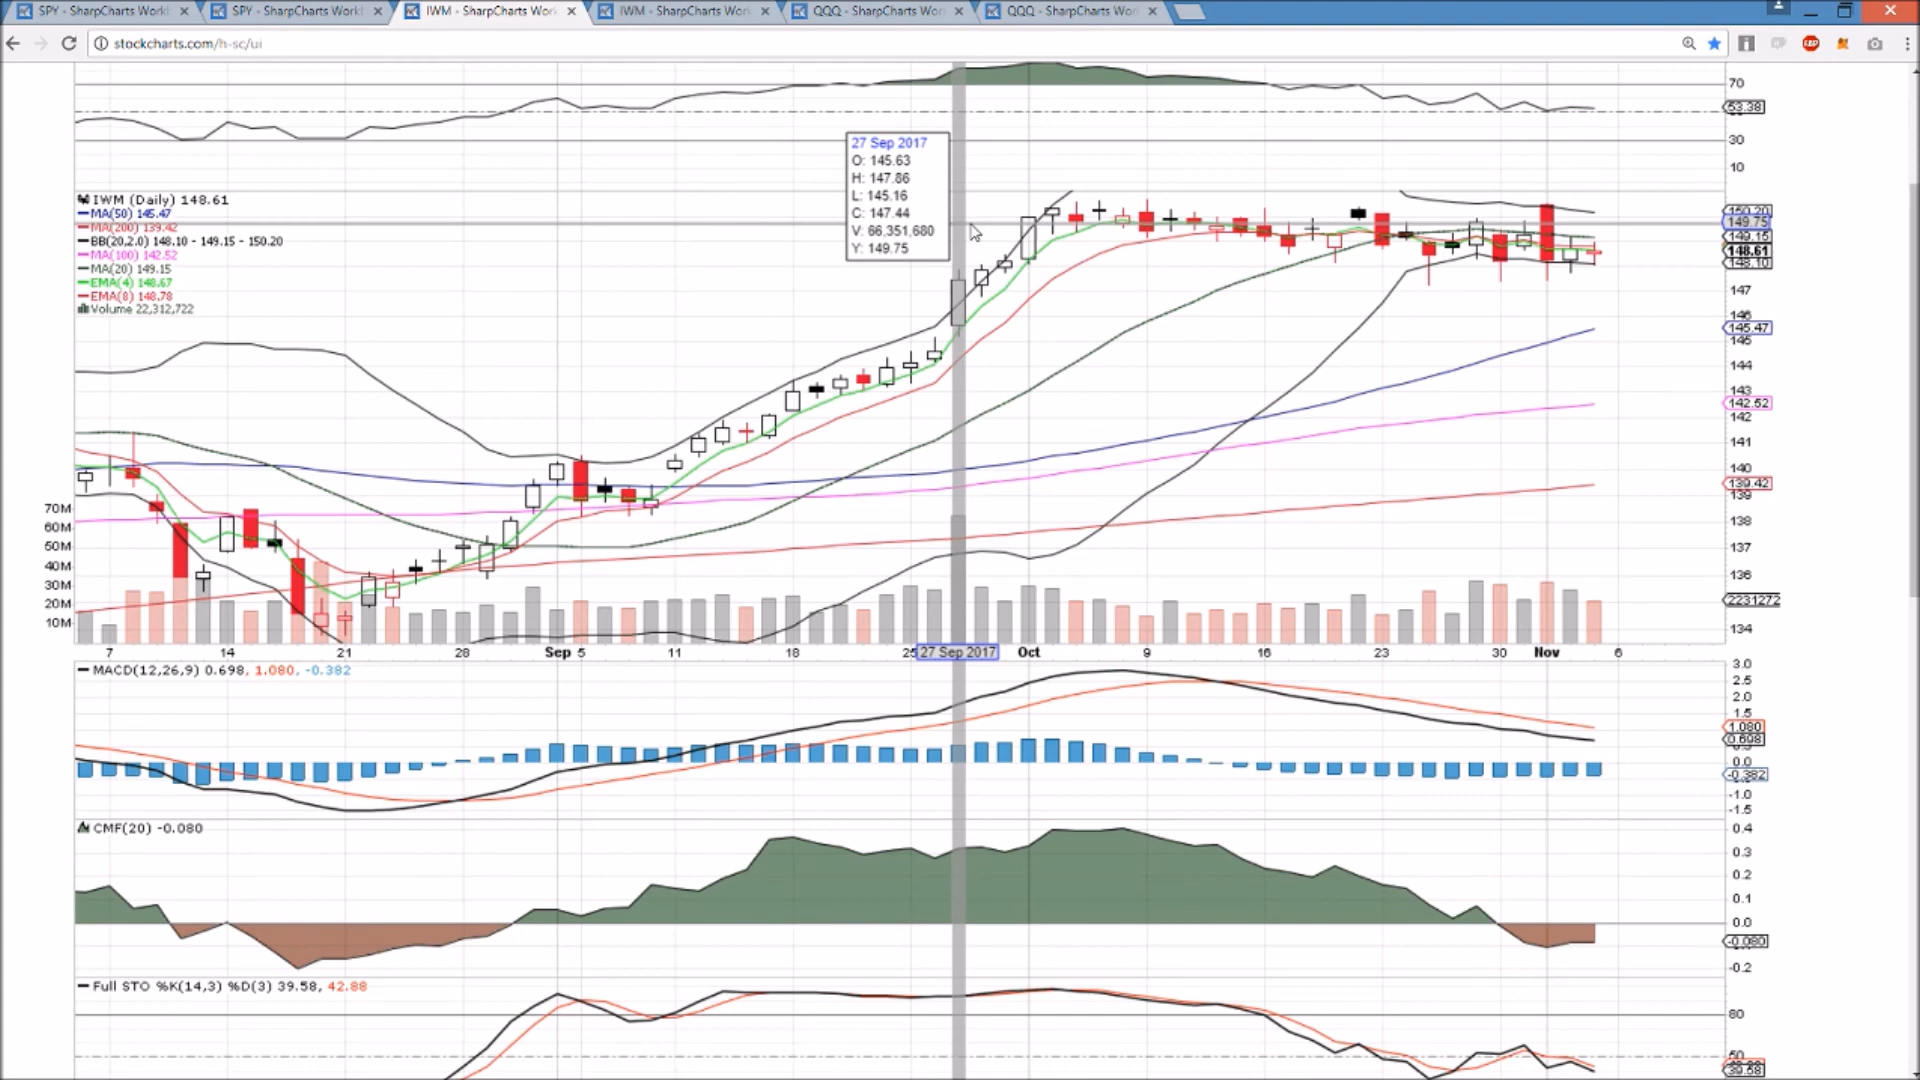 SPY - SharpCharts Work
SPY - SharpCharts Work
IWM - SharpCharts Work
IWM - SharpCharts Work
QQQ - SharpCharts Wor
QQQ - SharpCharts Wor
stockcharts.com/h-sc/ui
ABP
70
53.38
30
10
27 Sep 2017
O: 145.63
H: 147.86
L: 145.16
C: 147.44
V: 66,351,680
Y: 149.75
IWM (Daily) 148.61
MA(50) 145.47
MA(200) 139.42
BB(20,2.0) 148.10 - 149.15 - 150.20
MA(100) 142.52
MA(20) 149.15
EMA(4) 148.67
EMA(8) 148.78
Volume 22,312,722
150.20
149.75
149.15
148.61
148.10
147
146
145.47
145
144
143
142.52
142
141
140
139.42
139
138
137
136
2231272
134
70M
60M
50M
40M
30M
20M
10M
7 14 21 28 Sep 5 11 18 25 27 Sep 2017 Oct 9 16 23 30 Nov 6
MACD(12,26,9) 0.698, 1.080, -0.382
3.0
2.5
2.0
1.5
1.080
0.698
0.0
-0.382
-1.0
-1.5
CMF(20) -0.080
0.4
0.3
0.2
0.1
0.0
-0.080
-0.2
Full STO %K(14,3) %D(3) 39.58, 42.88
80
50
39.58